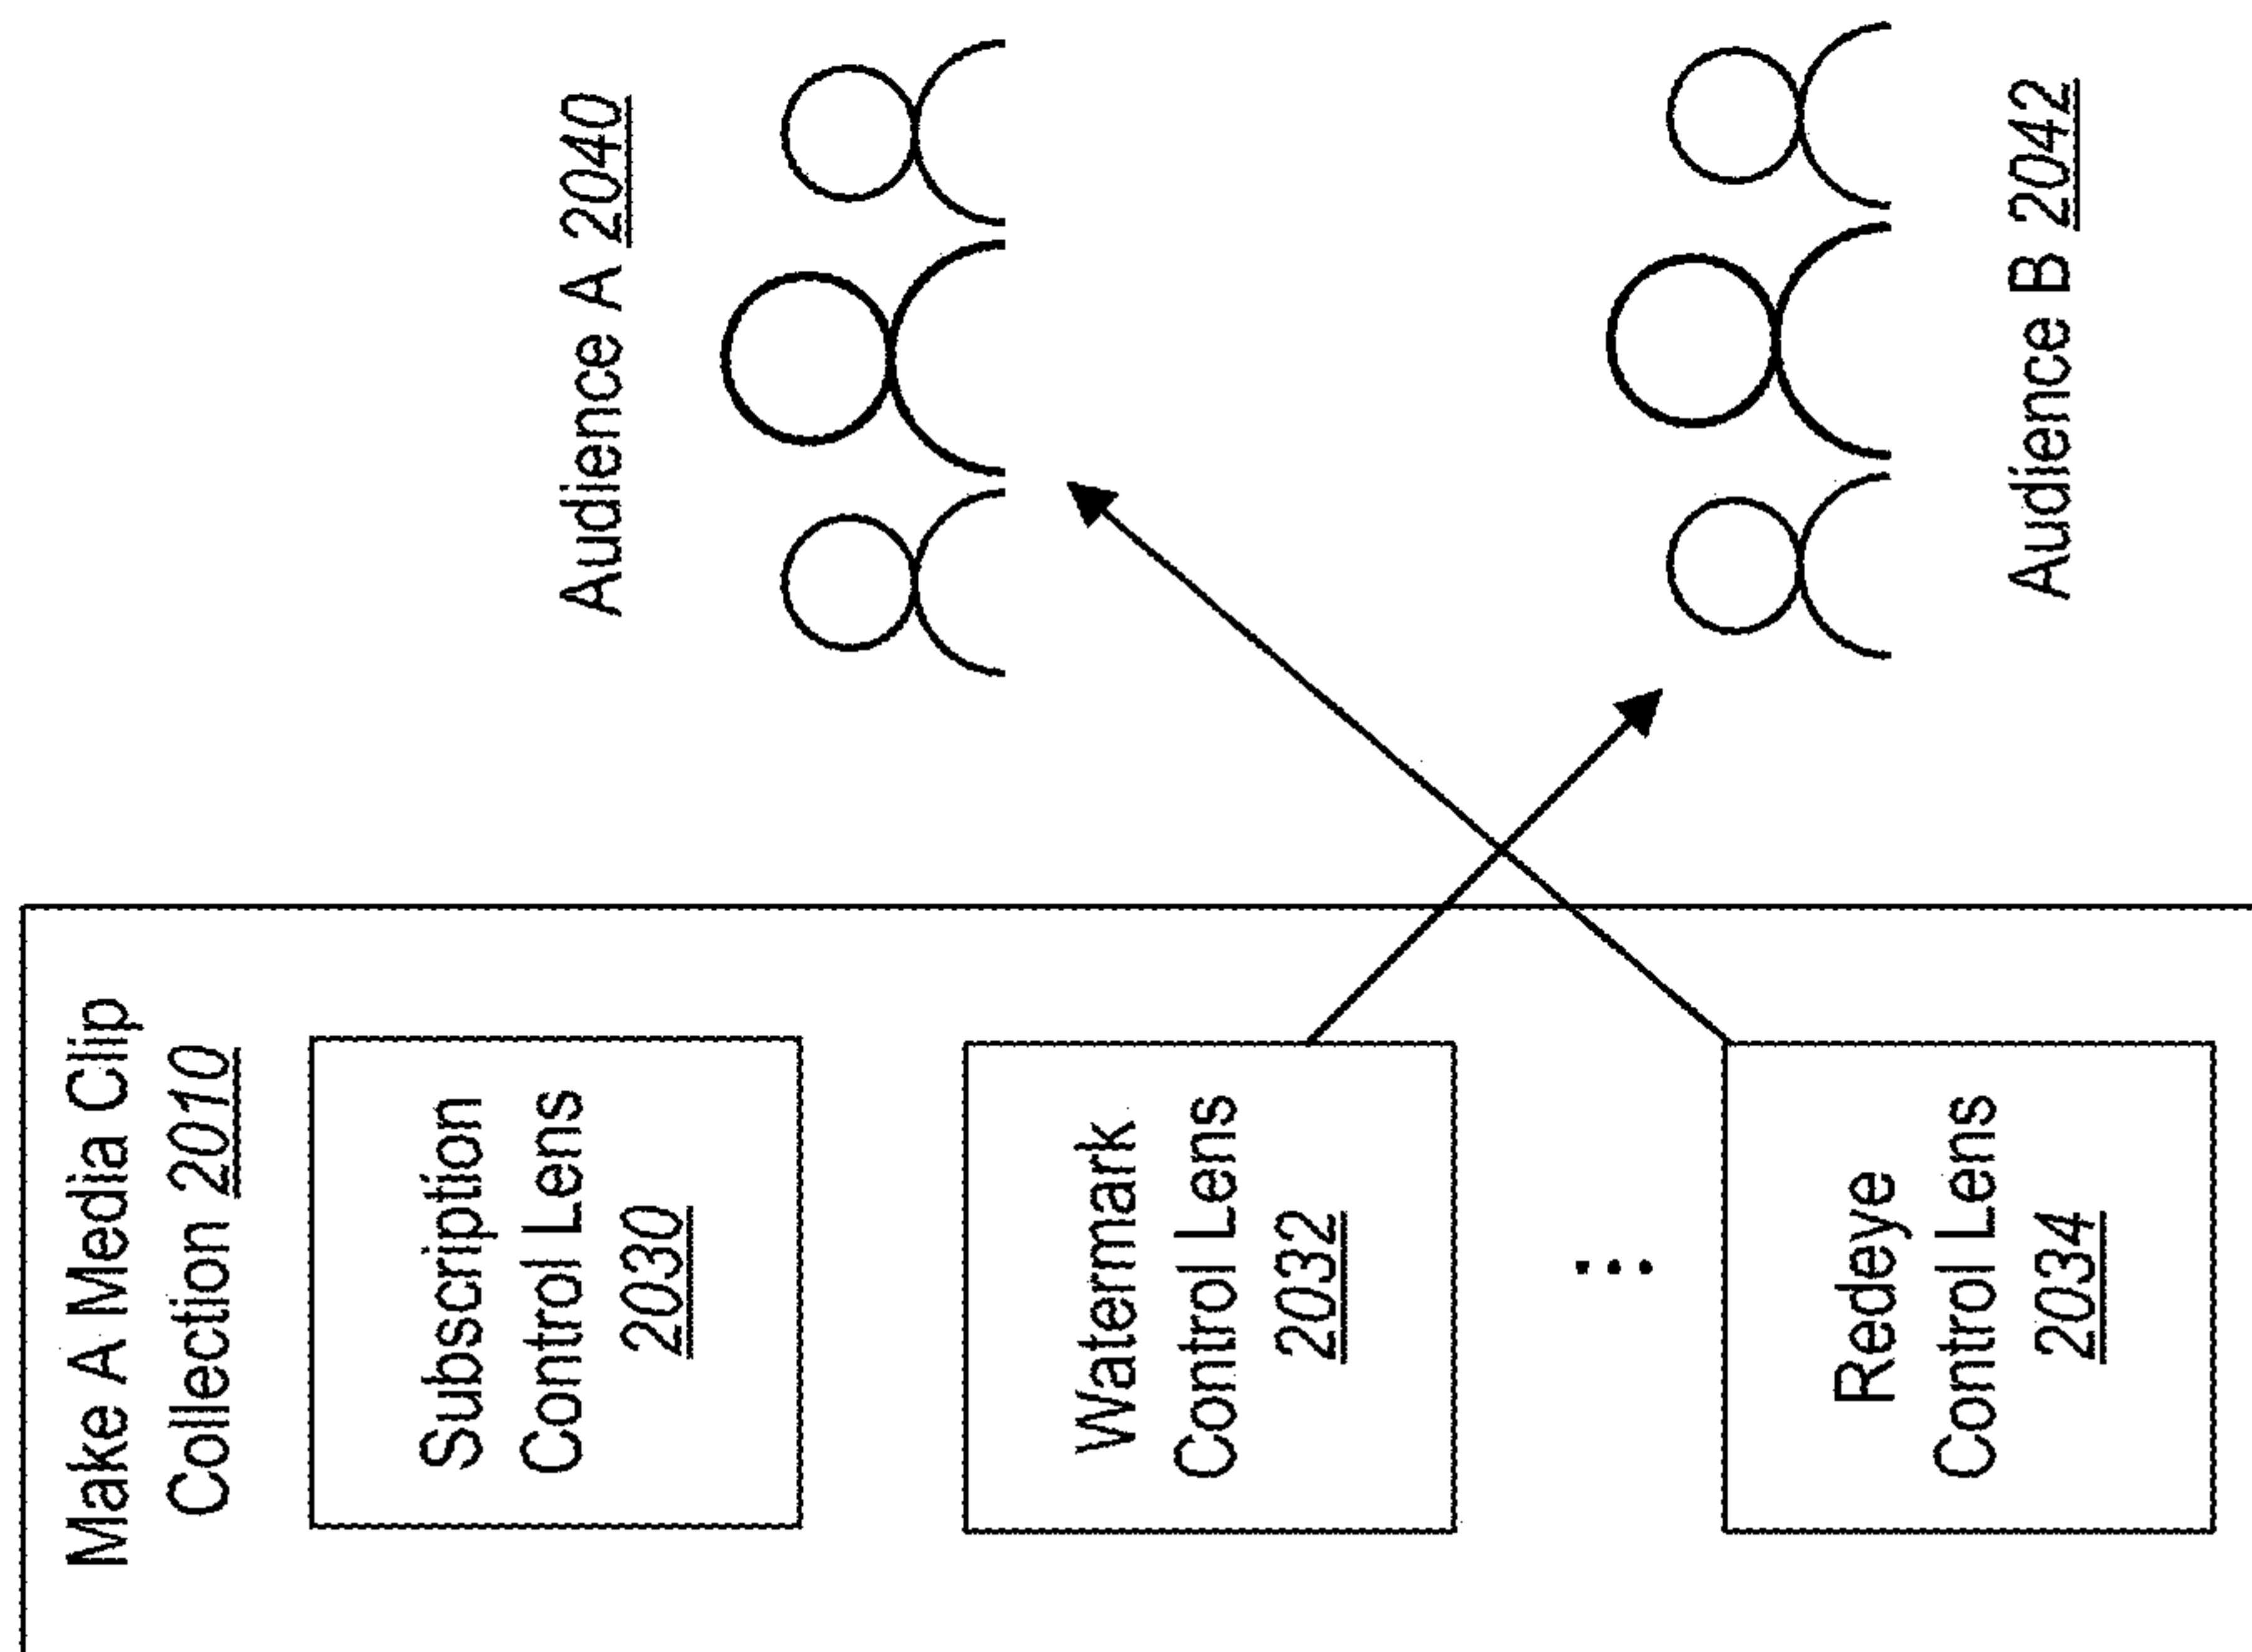 Make A Media Clip
Collection 2010
Subscription
Control Lens
2030
Watermark
Control Lens
2032
...
Redeye
Control Lens
2034
Audience A 2040
Audience B 2042